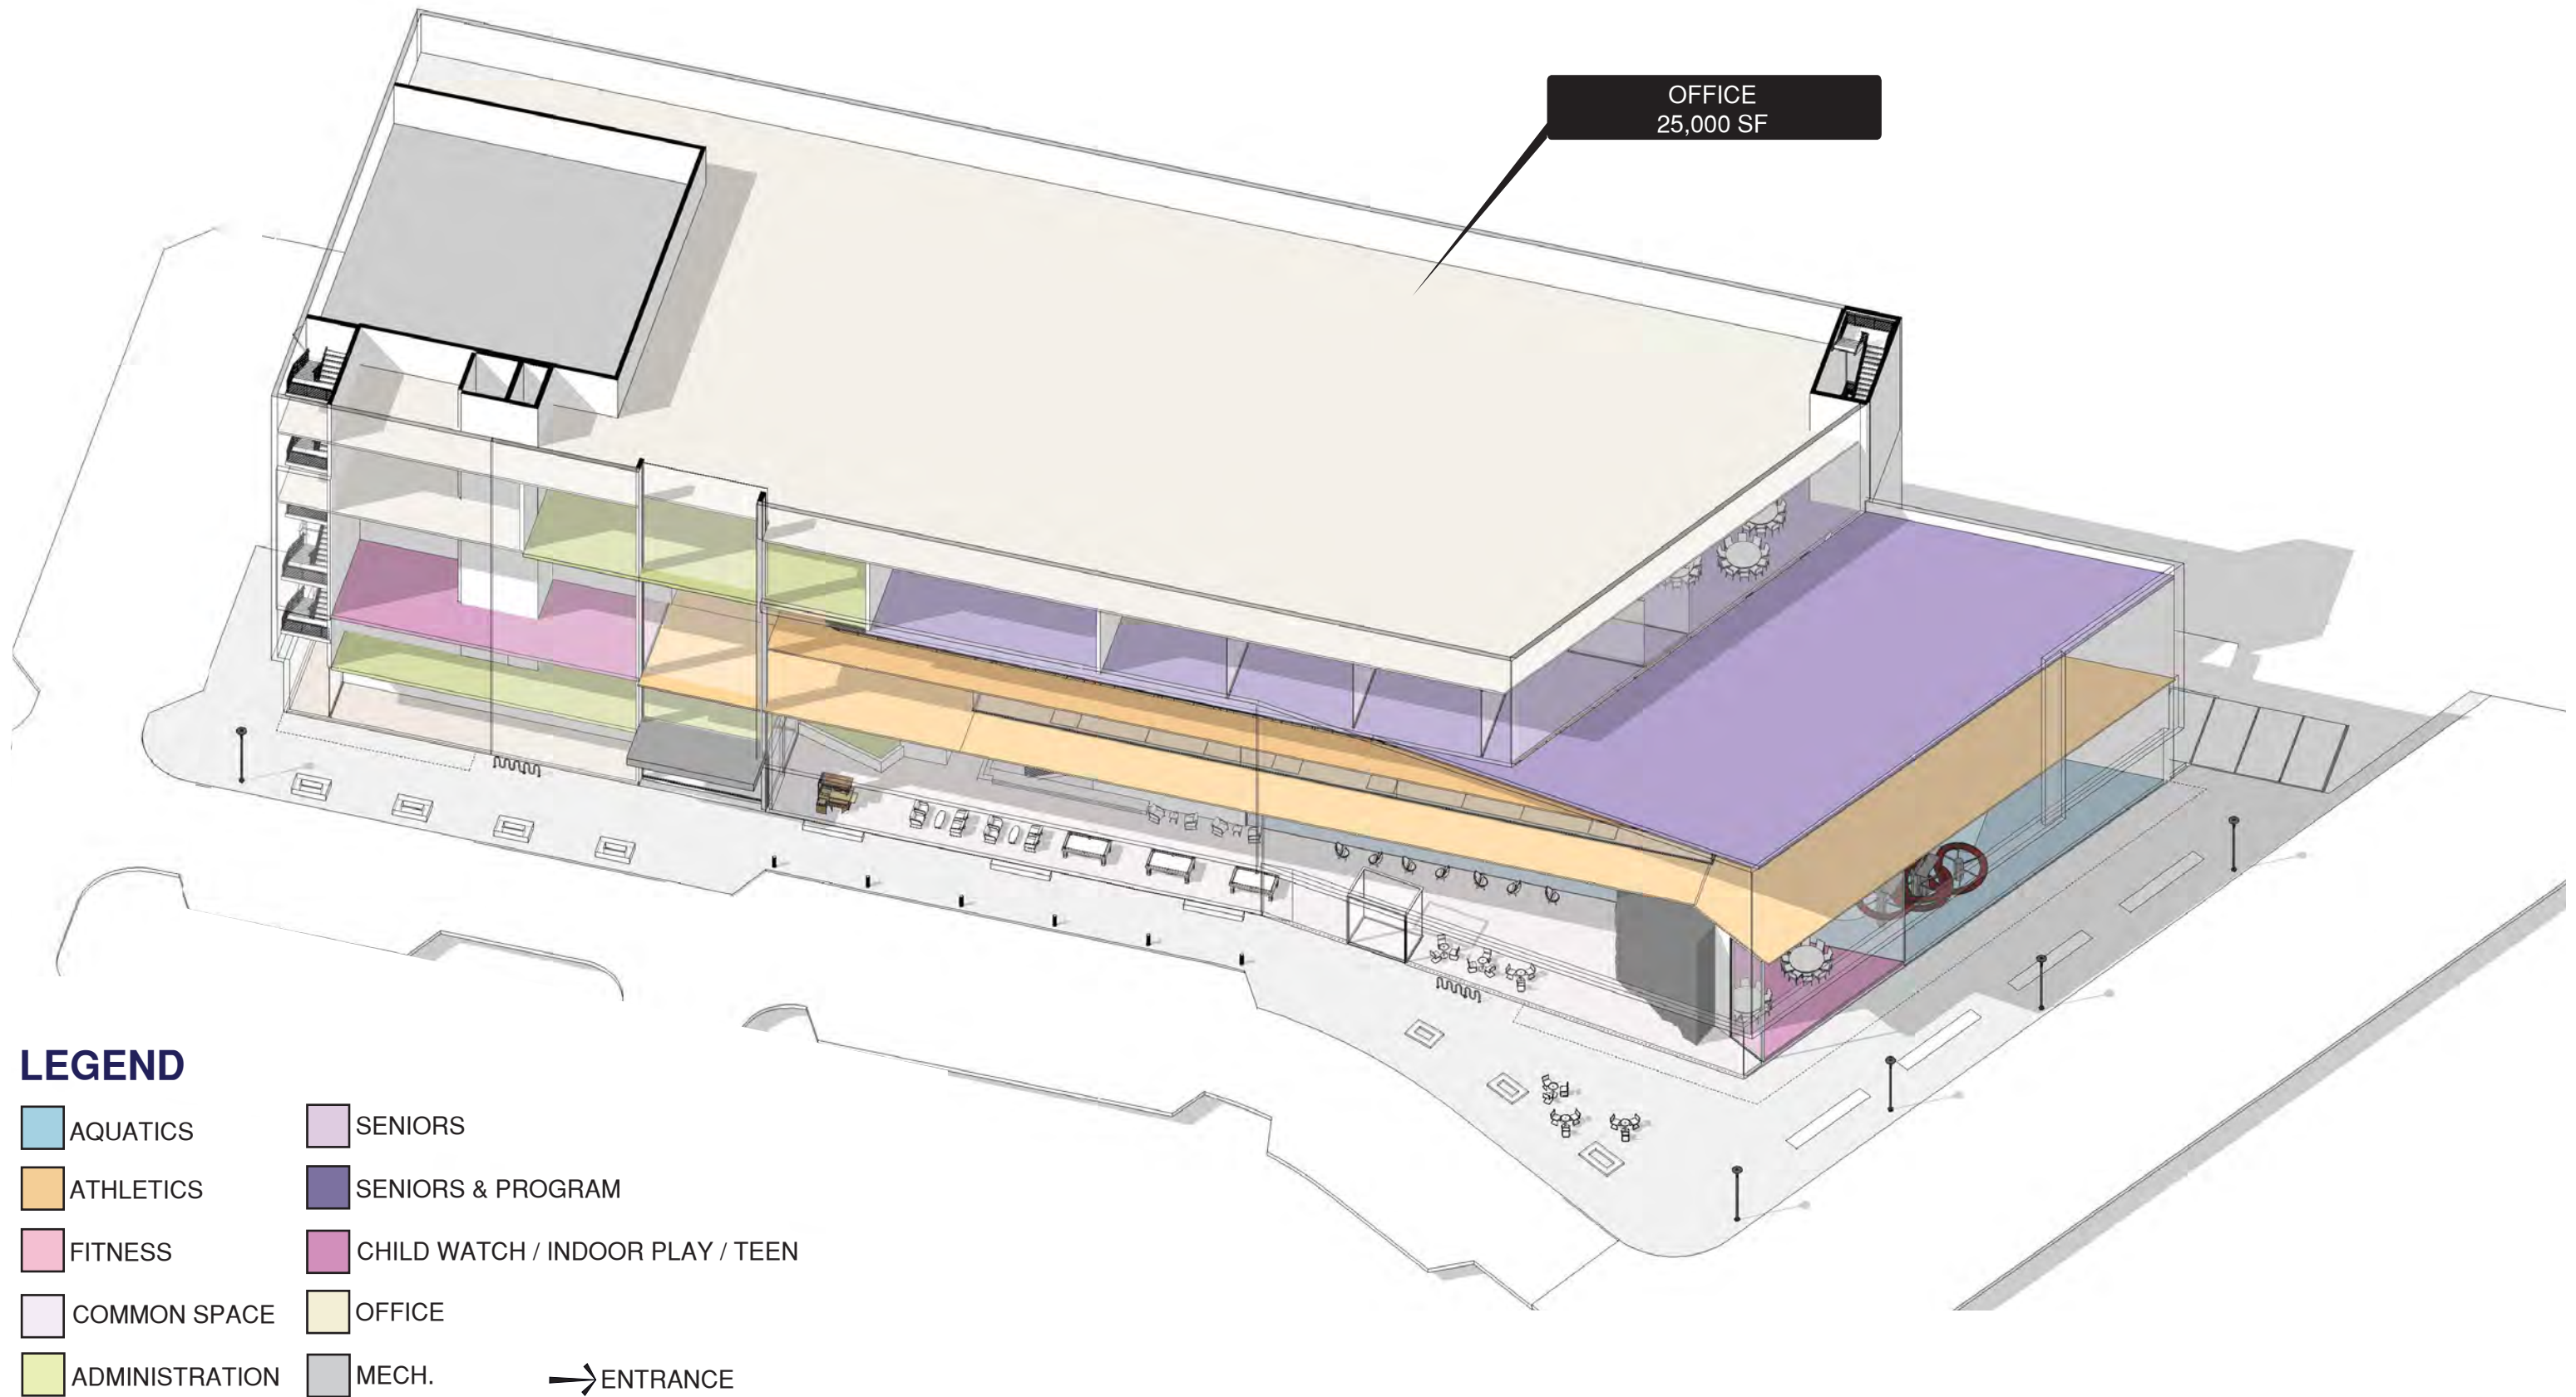 OFFICE
25,000 SF
LEGEND
AQUATICS
ATHLETICS
FITNESS
COMMON SPACE
ADMINISTRATION
SENIORS
SENIORS & PROGRAM
CHILD WATCH / INDOOR PLAY / TEEN
OFFICE
MECH.
ENTRANCE